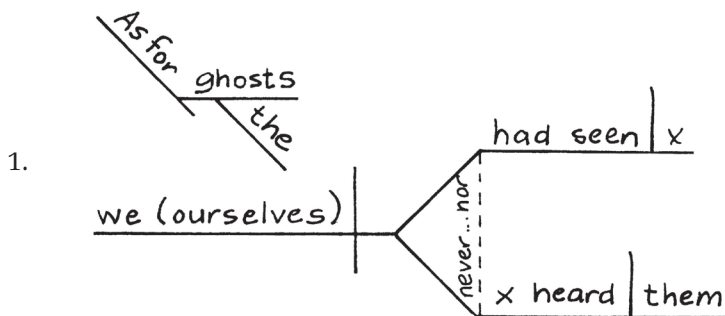 As for
ghosts
the
1.
had seen x
we (ourselves)
never...nor
x heard them